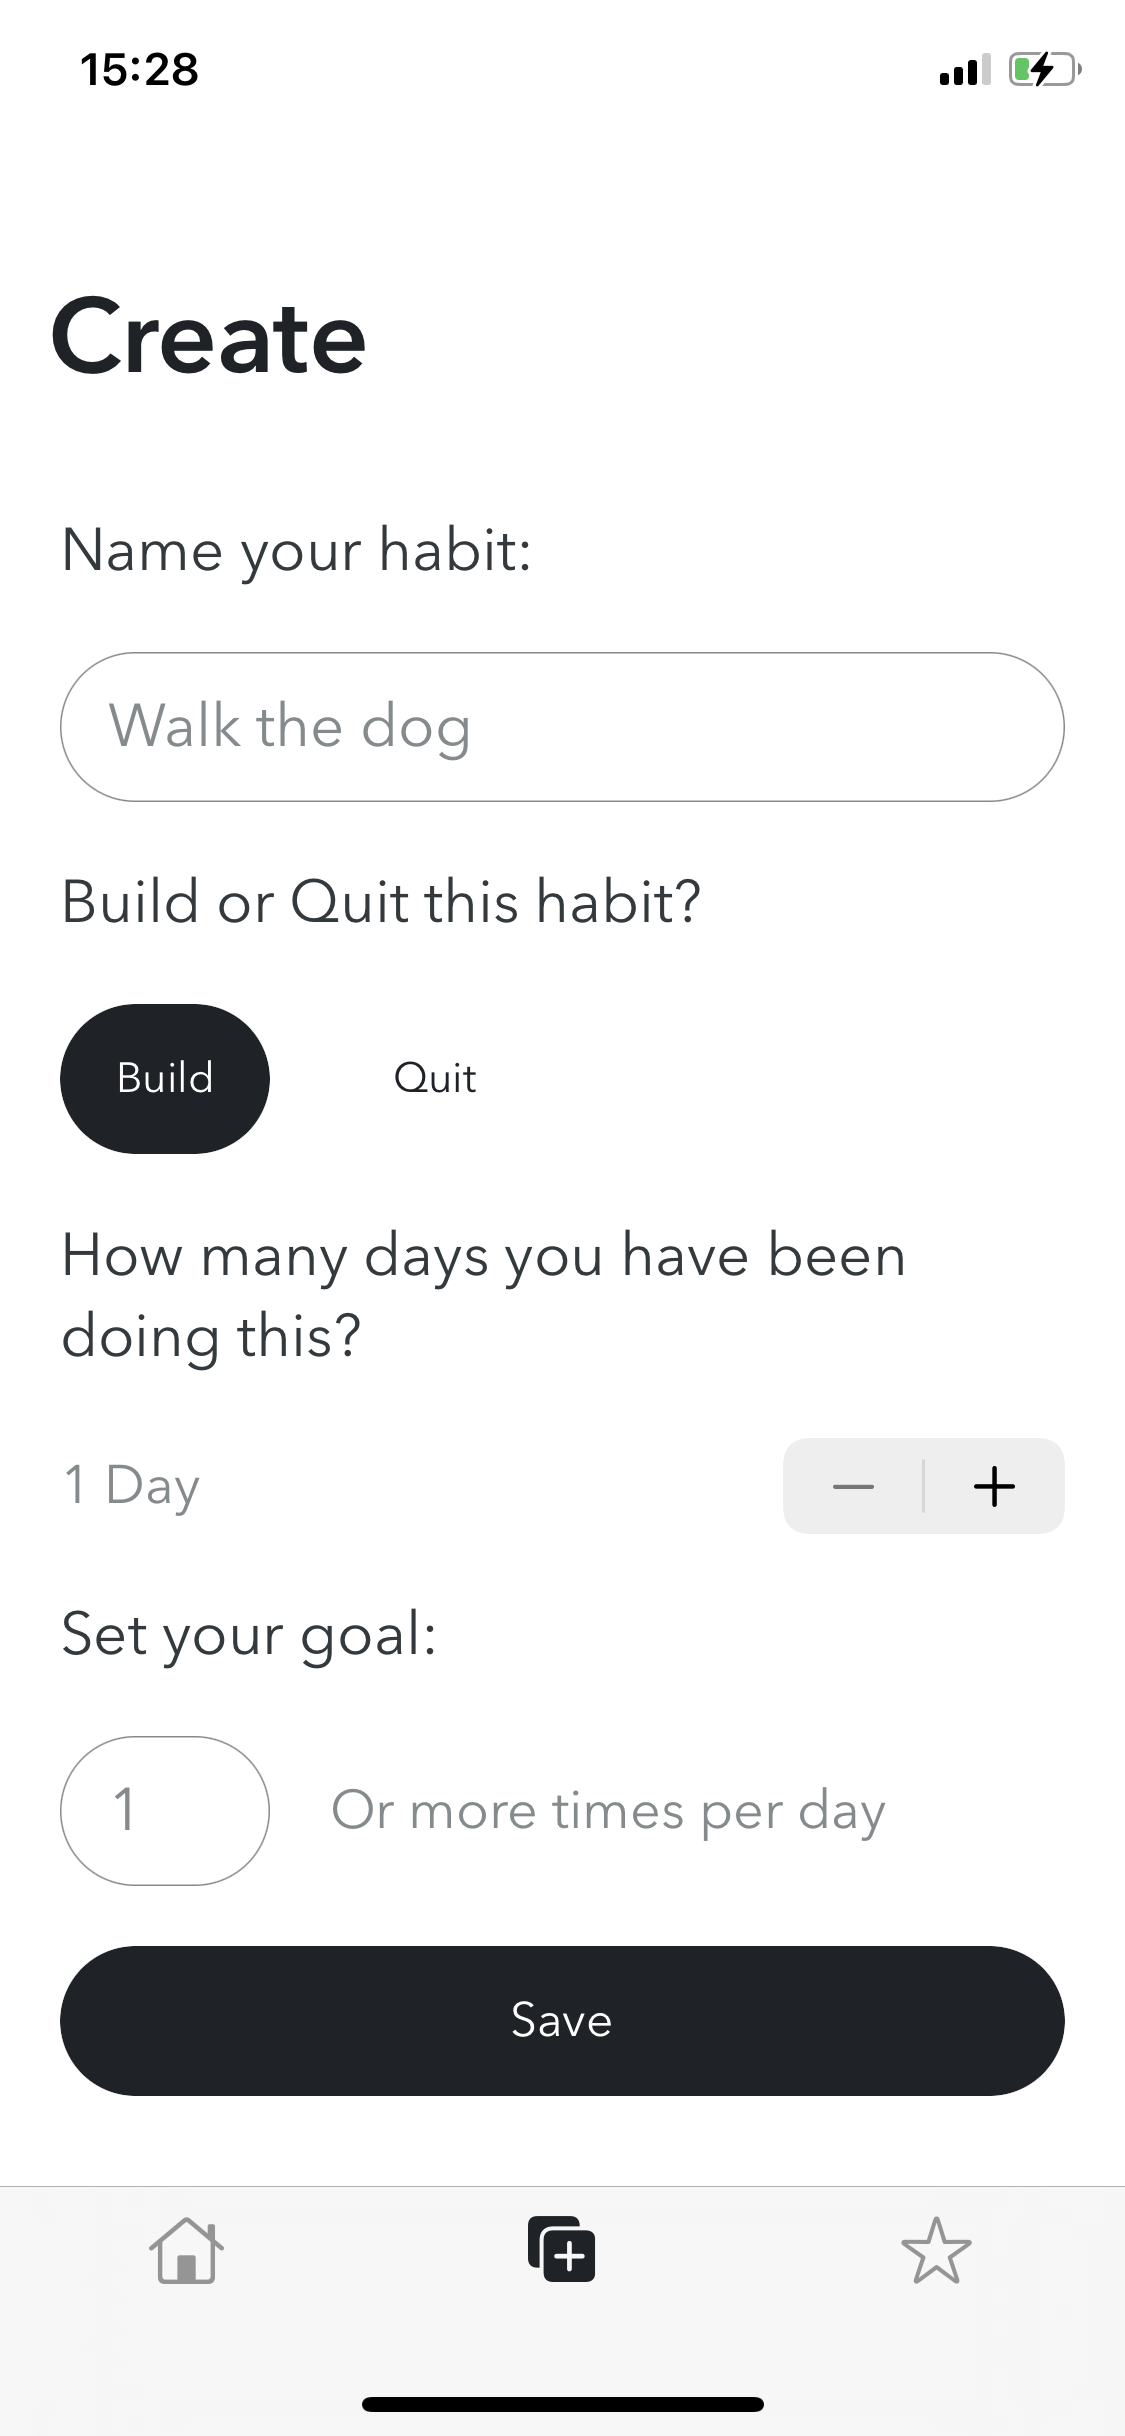 15:28
Create
Name your habit:
Walk the dog
Build or Quit this habit?
Build Quit
How many days you have been
doing this?
1 Day
Set your goal:
1 Or more times per day
Save